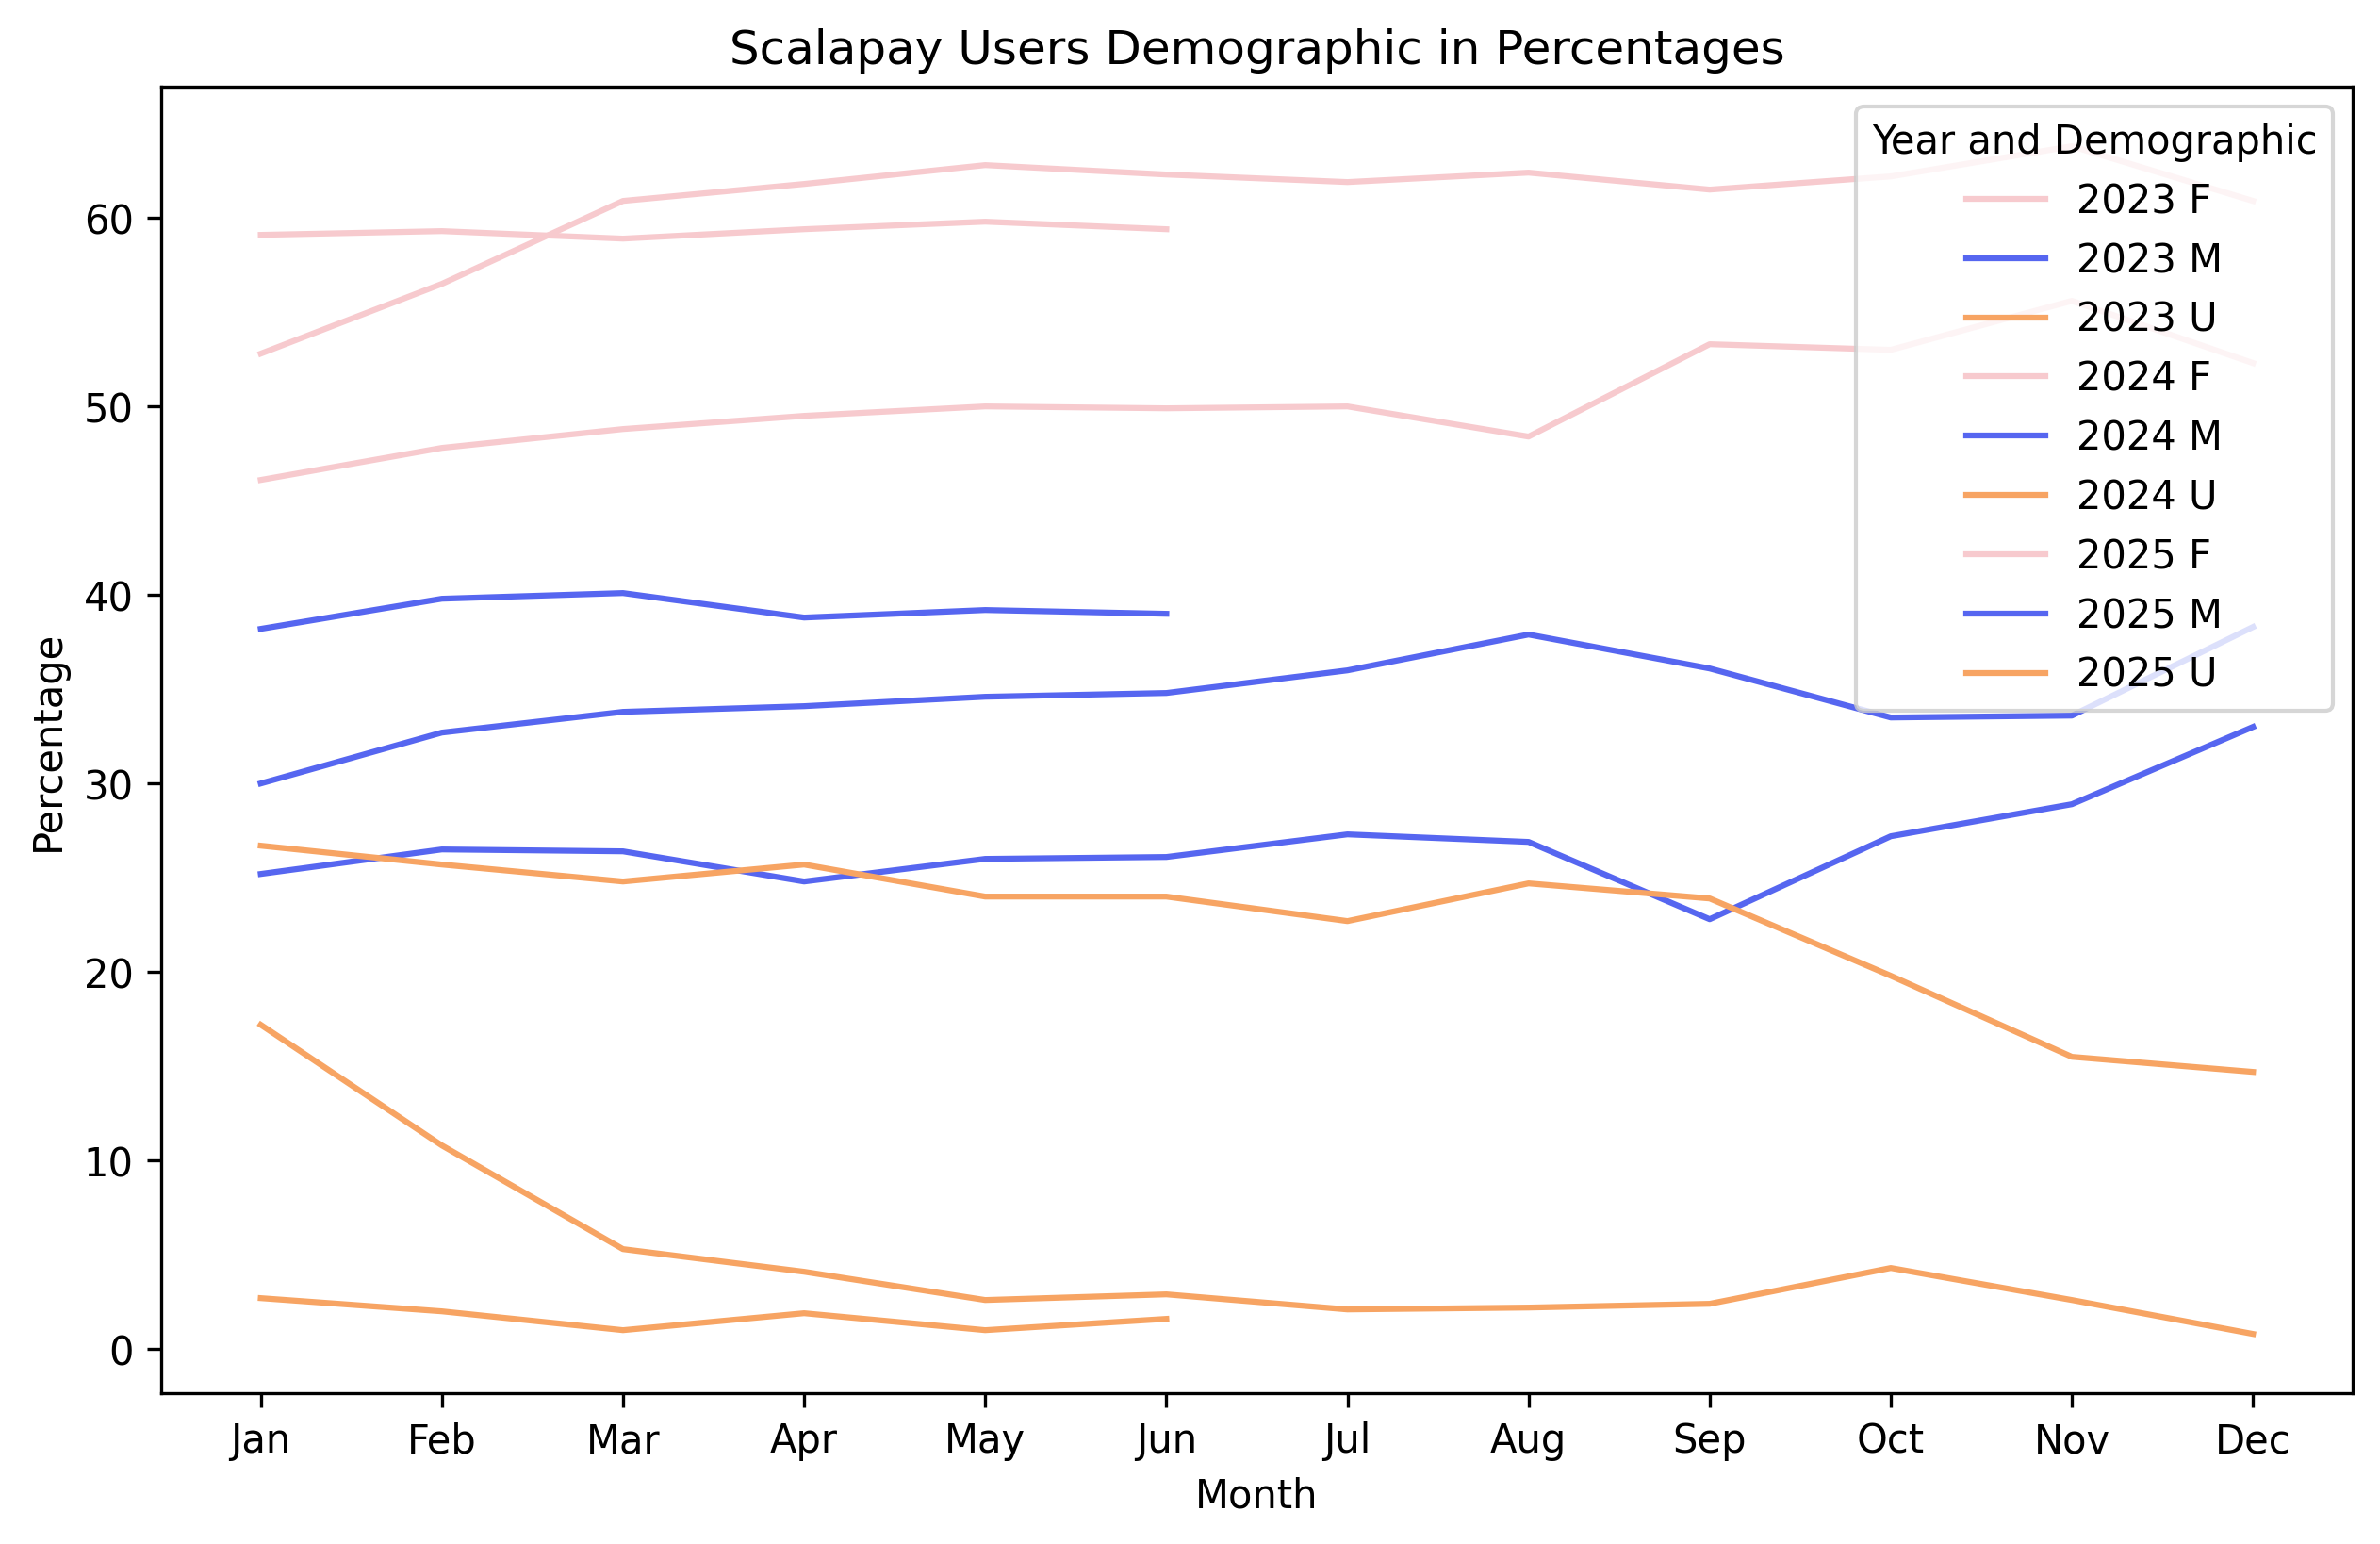 Scalapay Users Demographic in Percentages
Year and Demographic
2023 F
2023 M
2023 U
2024 F
2024 M
2024 U
2025 F
2025 M
2025 U
Percentage
60
50
40
30
20
10
0
Jan Feb Mar Apr May Jun Jul Aug Sep Oct Nov Dec
Month